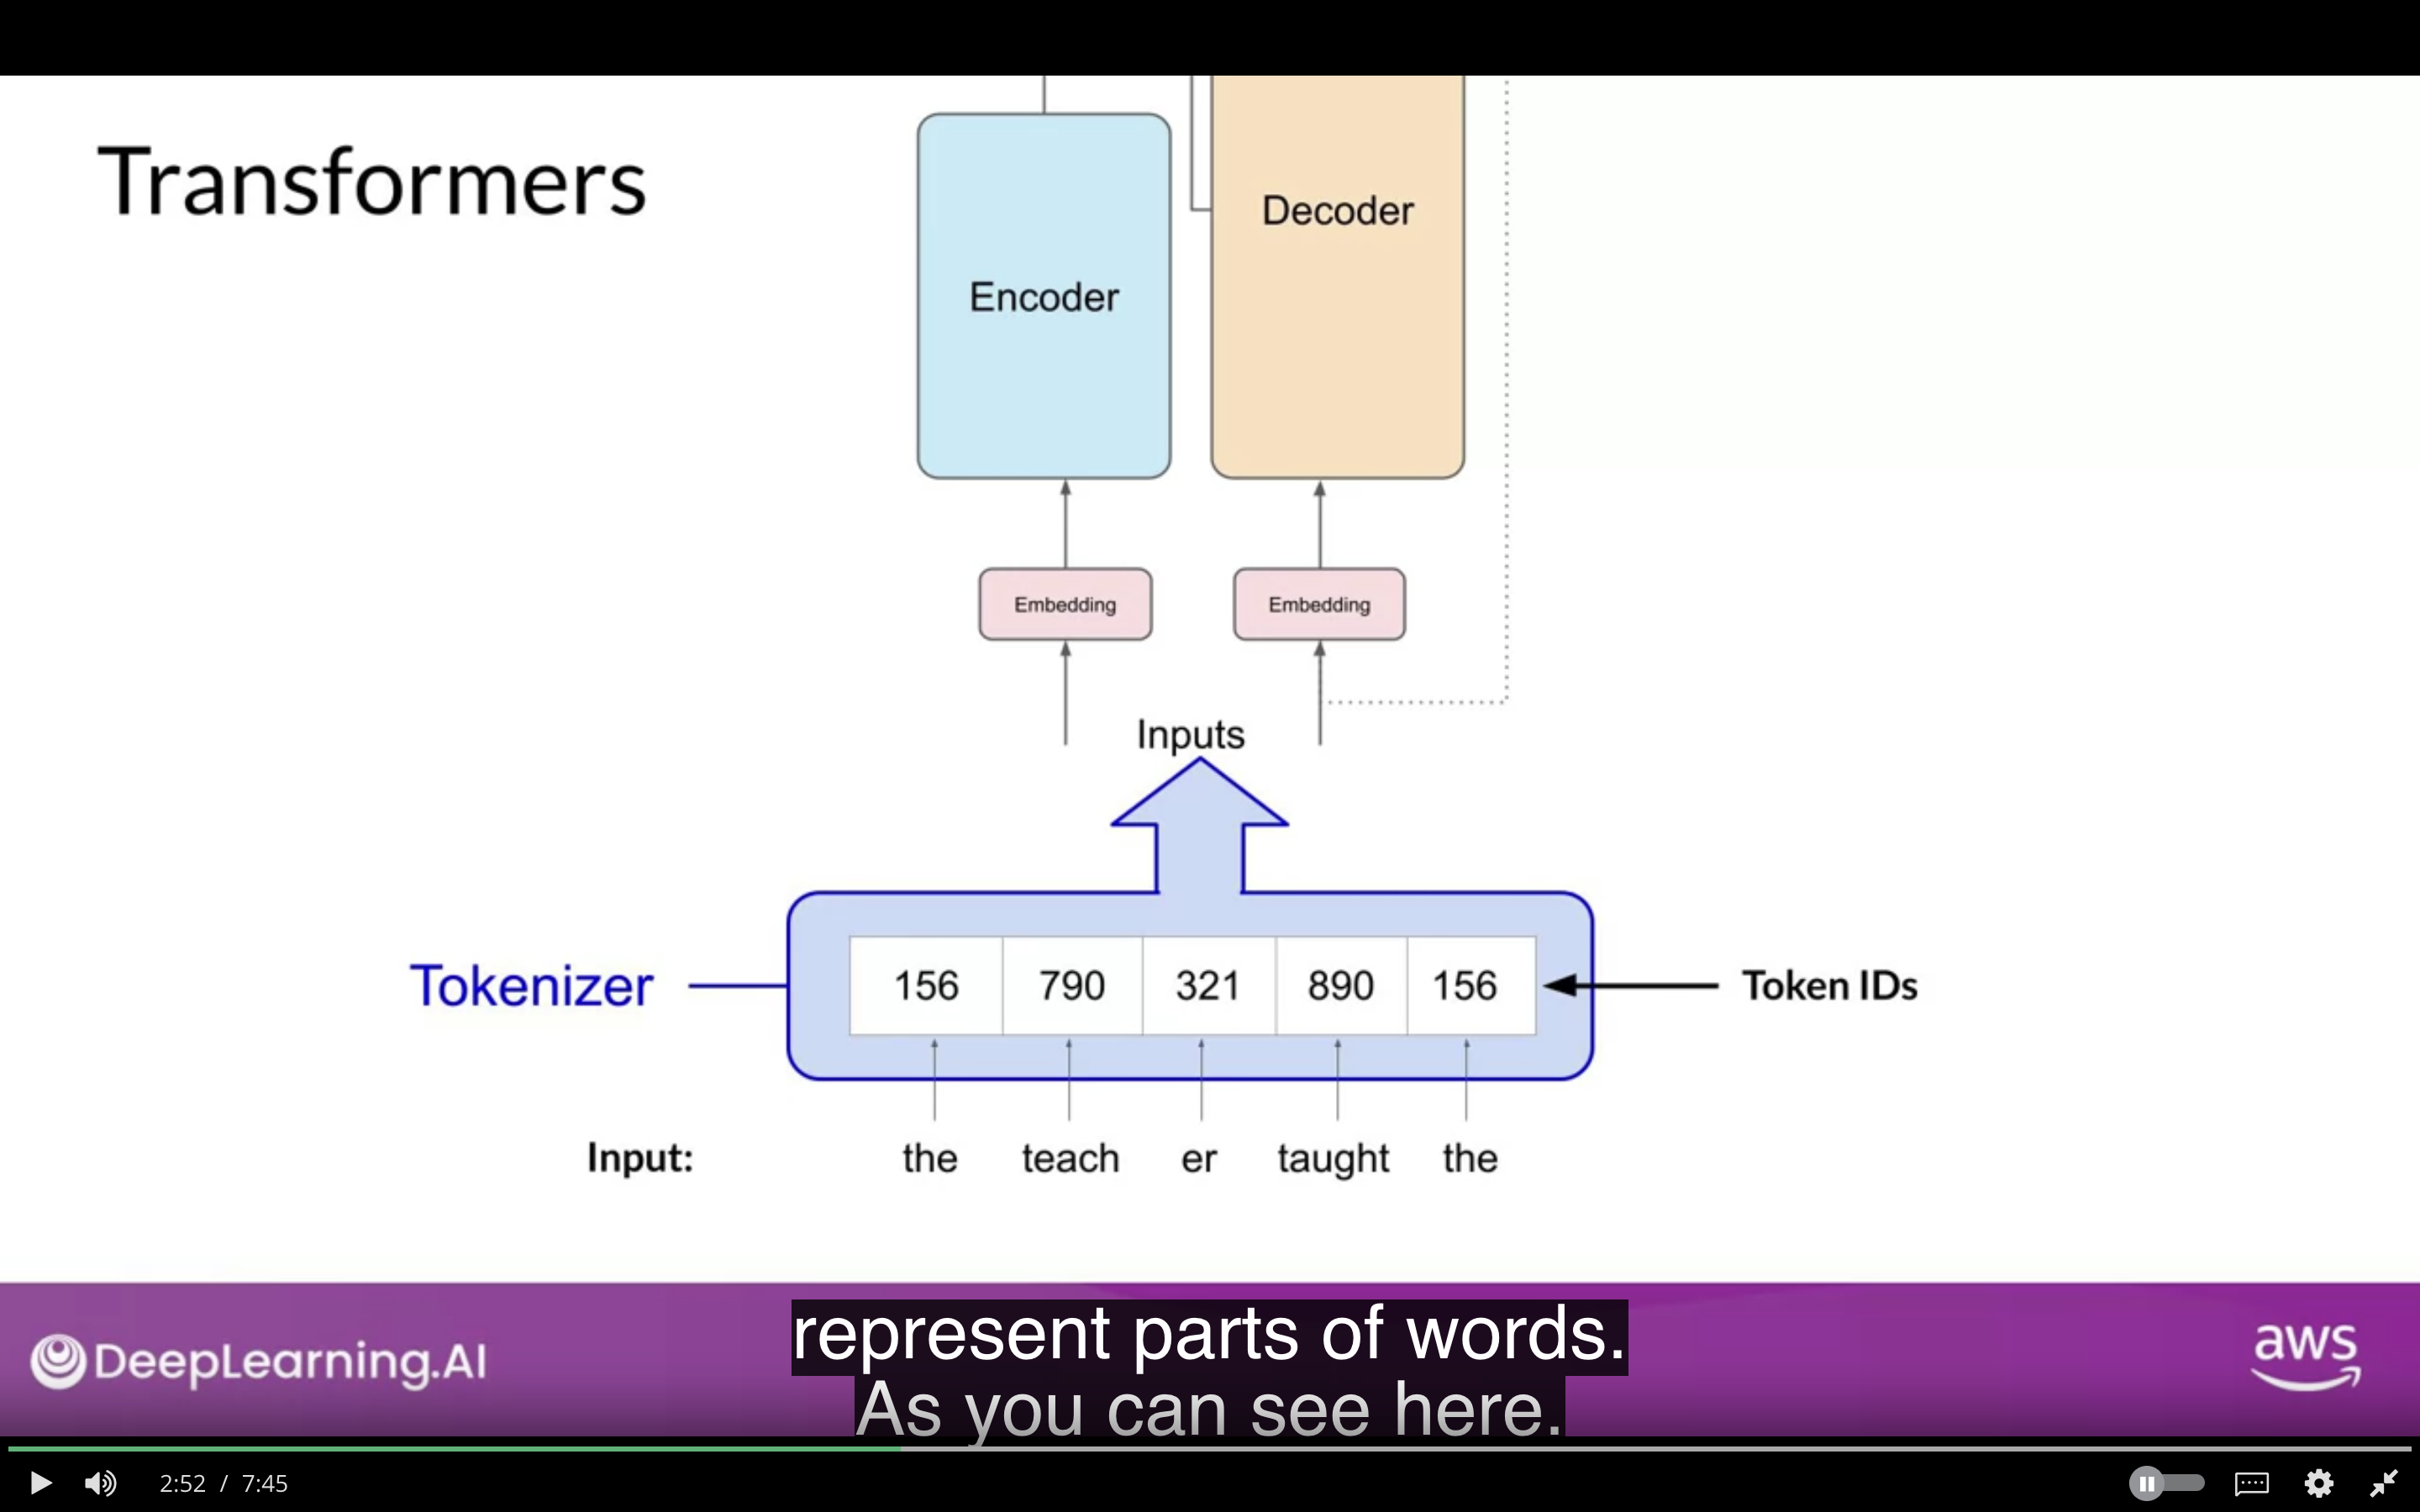 Transformers
Encoder
Decoder
Embedding
Embedding
Inputs
Tokenizer
156 790 321 890 156
Token IDs
Input: the teach er taught the
DeepLearning.AI
represent parts of words.
As you can see here.
aws
2:52 / 7:45